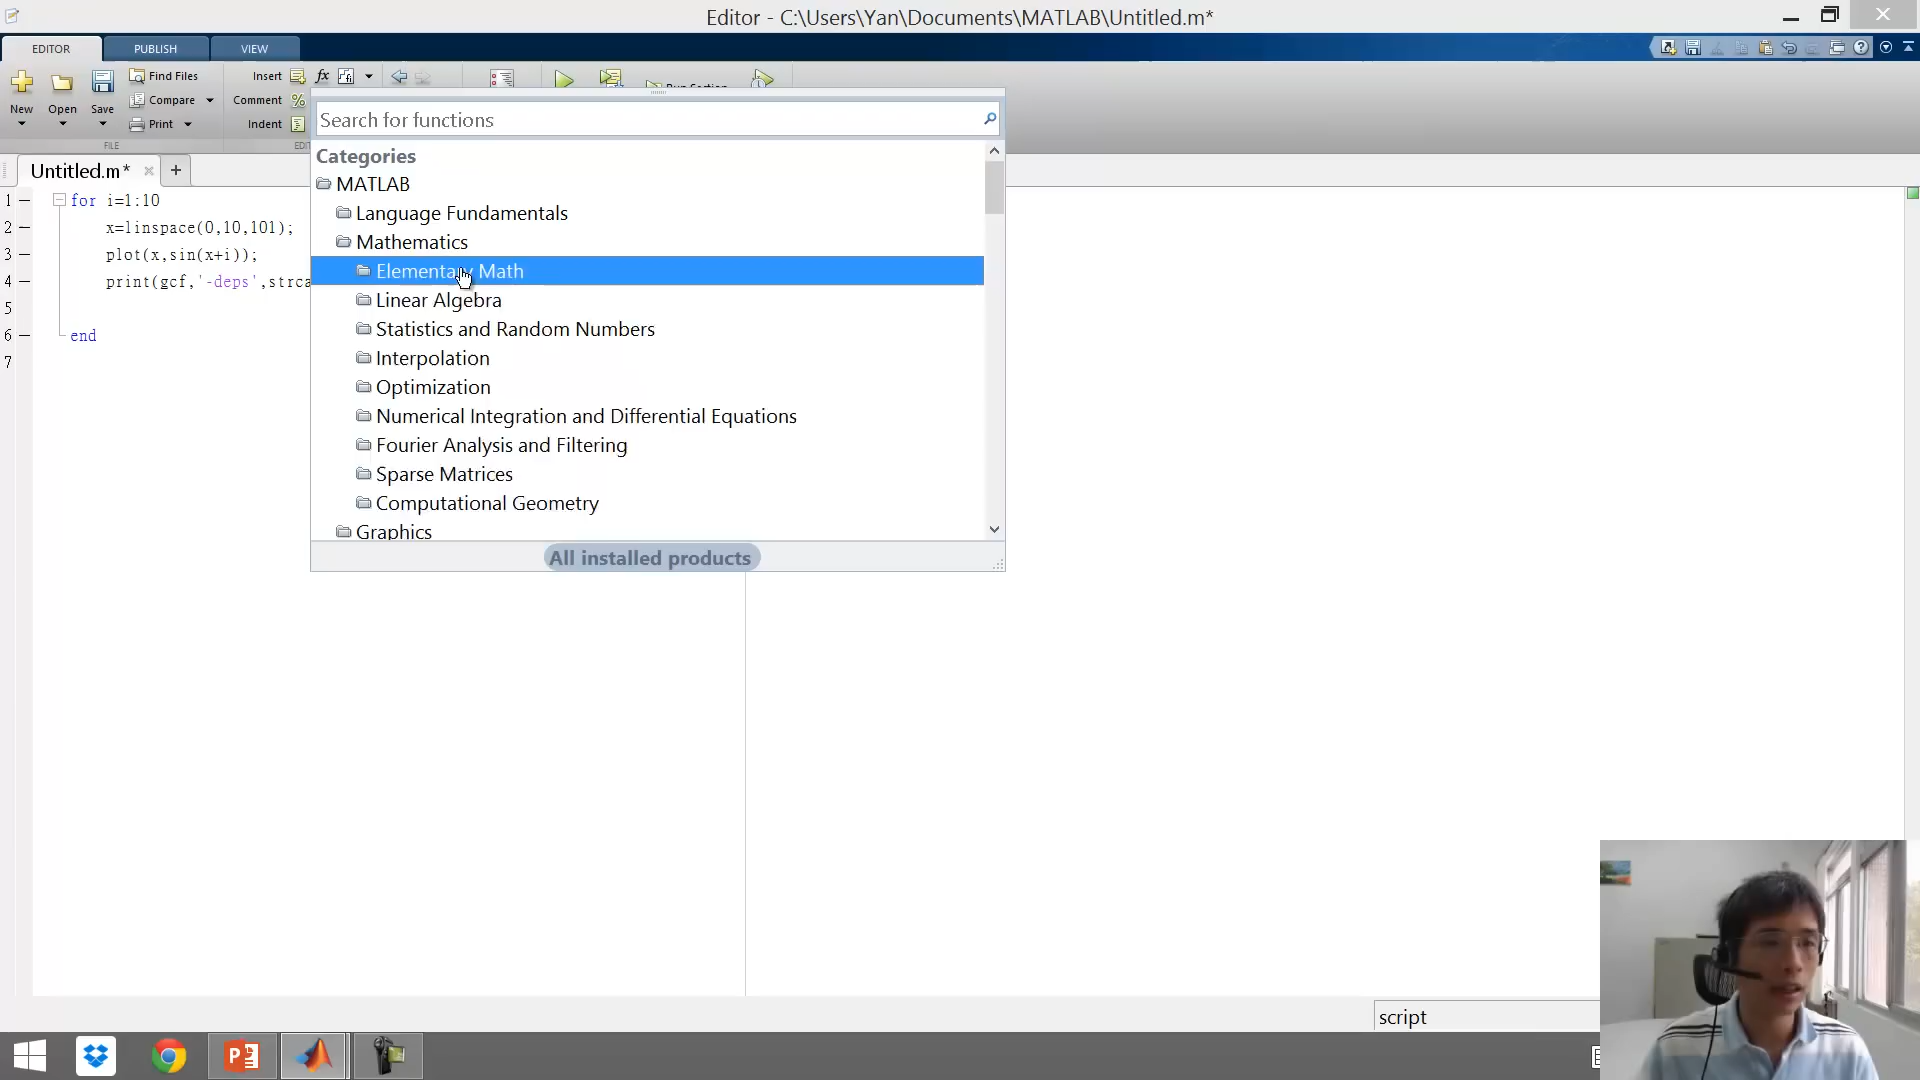 Editor - C:\Users\Yan\Documents\MATLAB\Untitled.m*
EDITOR PUBLISH VIEW
New
Open
Save
Find Files
Compare
Print
FILE
Insert
Comment
Indent
fx
Untitled.m*
+
Search for functions
Categories
MATLAB
Language Fundamentals
Mathematics
Elementary Math
Linear Algebra
Statistics and Random Numbers
Interpolation
Optimization
Numerical Integration and Differential Equations
Fourier Analysis and Filtering
Sparse Matrices
Computational Geometry
Graphics
All installed products
1 for i=1:10
2 x=linspace(0,10,101);
3 plot(x,sin(x+i));
4 print(gcf,'-deps',strca
5
6 end
7
script